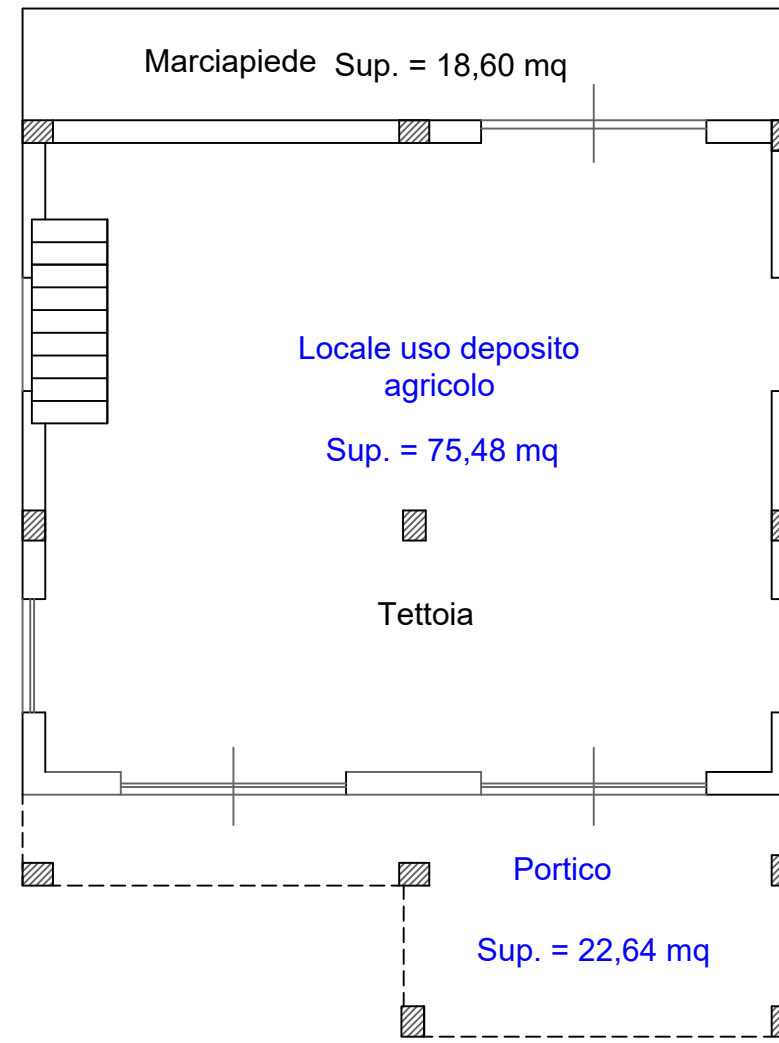 Marciapiede Sup. = 18,60 mq
Locale uso deposito
agricolo
Sup. = 75,48 mq
Tettoia
Portico
Sup. = 22,64 mq